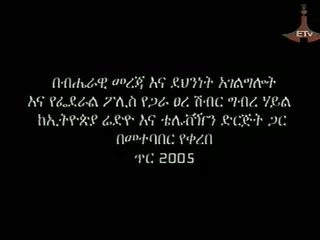 ETV
በብሔራዊ መረጃ እና ደህንነት አገልግሎት
እና የፌደራል ፖሊስ የጋራ ፀረ ሽብር ግብረ ሃይል
ከኢትዮጵያ ሬድዮ እና ቴሌቭዥን ድርጅት ጋር
በመተባበር የቀረበ
ጥር 2005